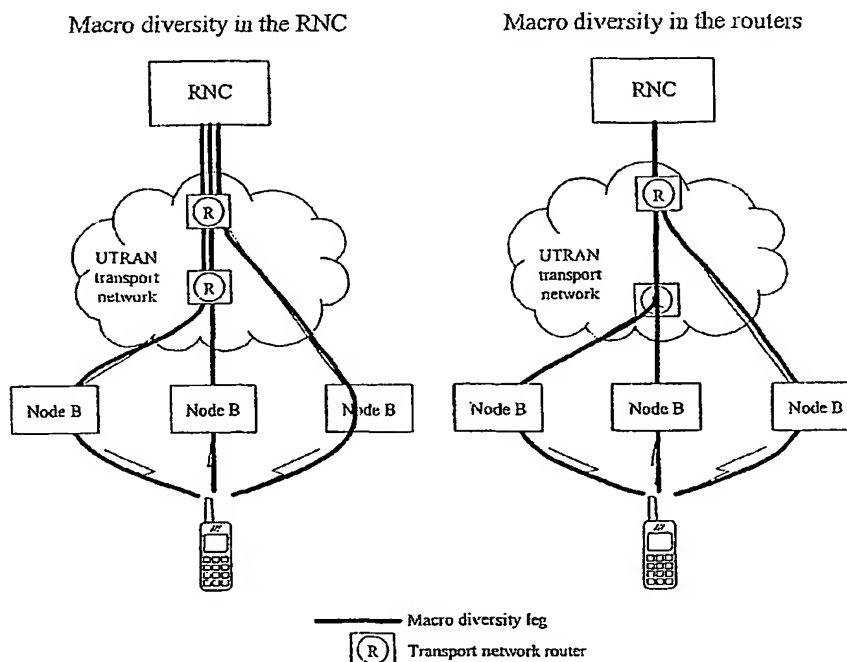 Macro diversity in the RNC
Macro diversity in the routers
RNC
RNC
R
R
UTRAN
transport
network
R
UTRAN
transport
network
Node B
Node B
Node B
Node B
Node B
Node B
Macro diversity leg
R
Transport network router